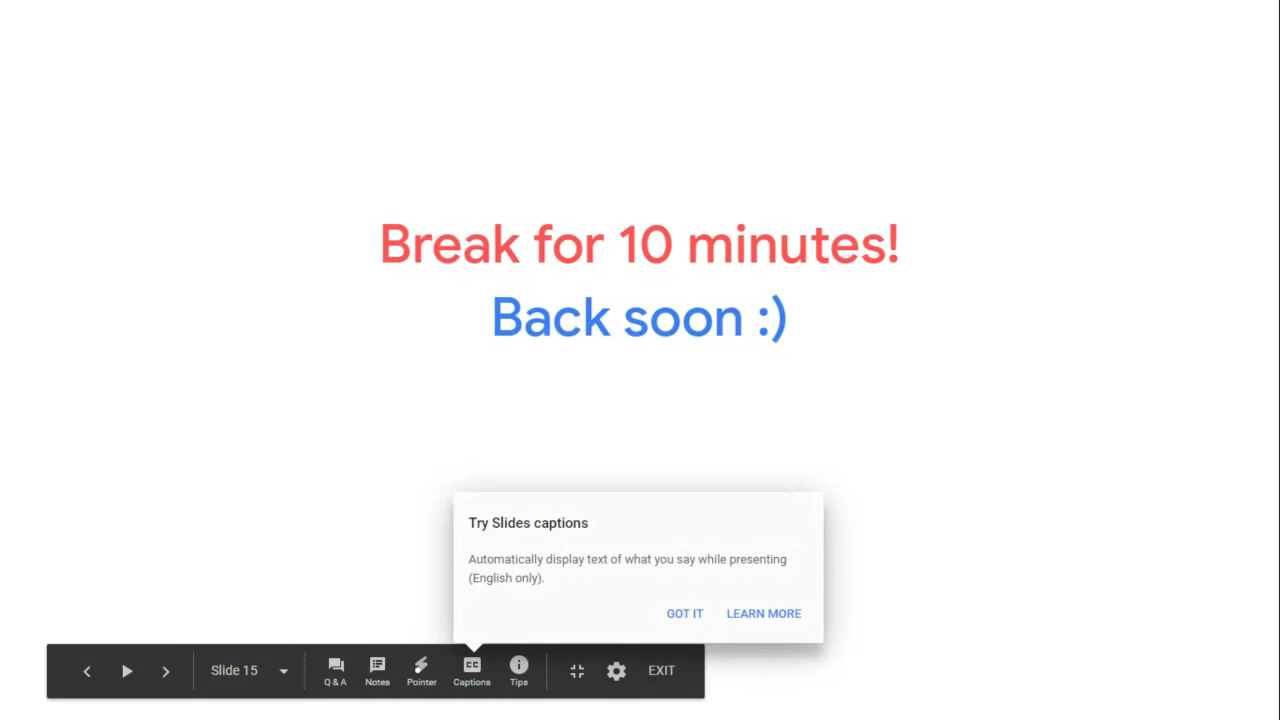 Break for 10 minutes!
Back soon :)
Try Slides captions
Automatically display text of what you say while presenting
(English only).
GOT IT LEARN MORE
Slide 15 CC EXIT
Q & A Notes Pointer Captions Tips